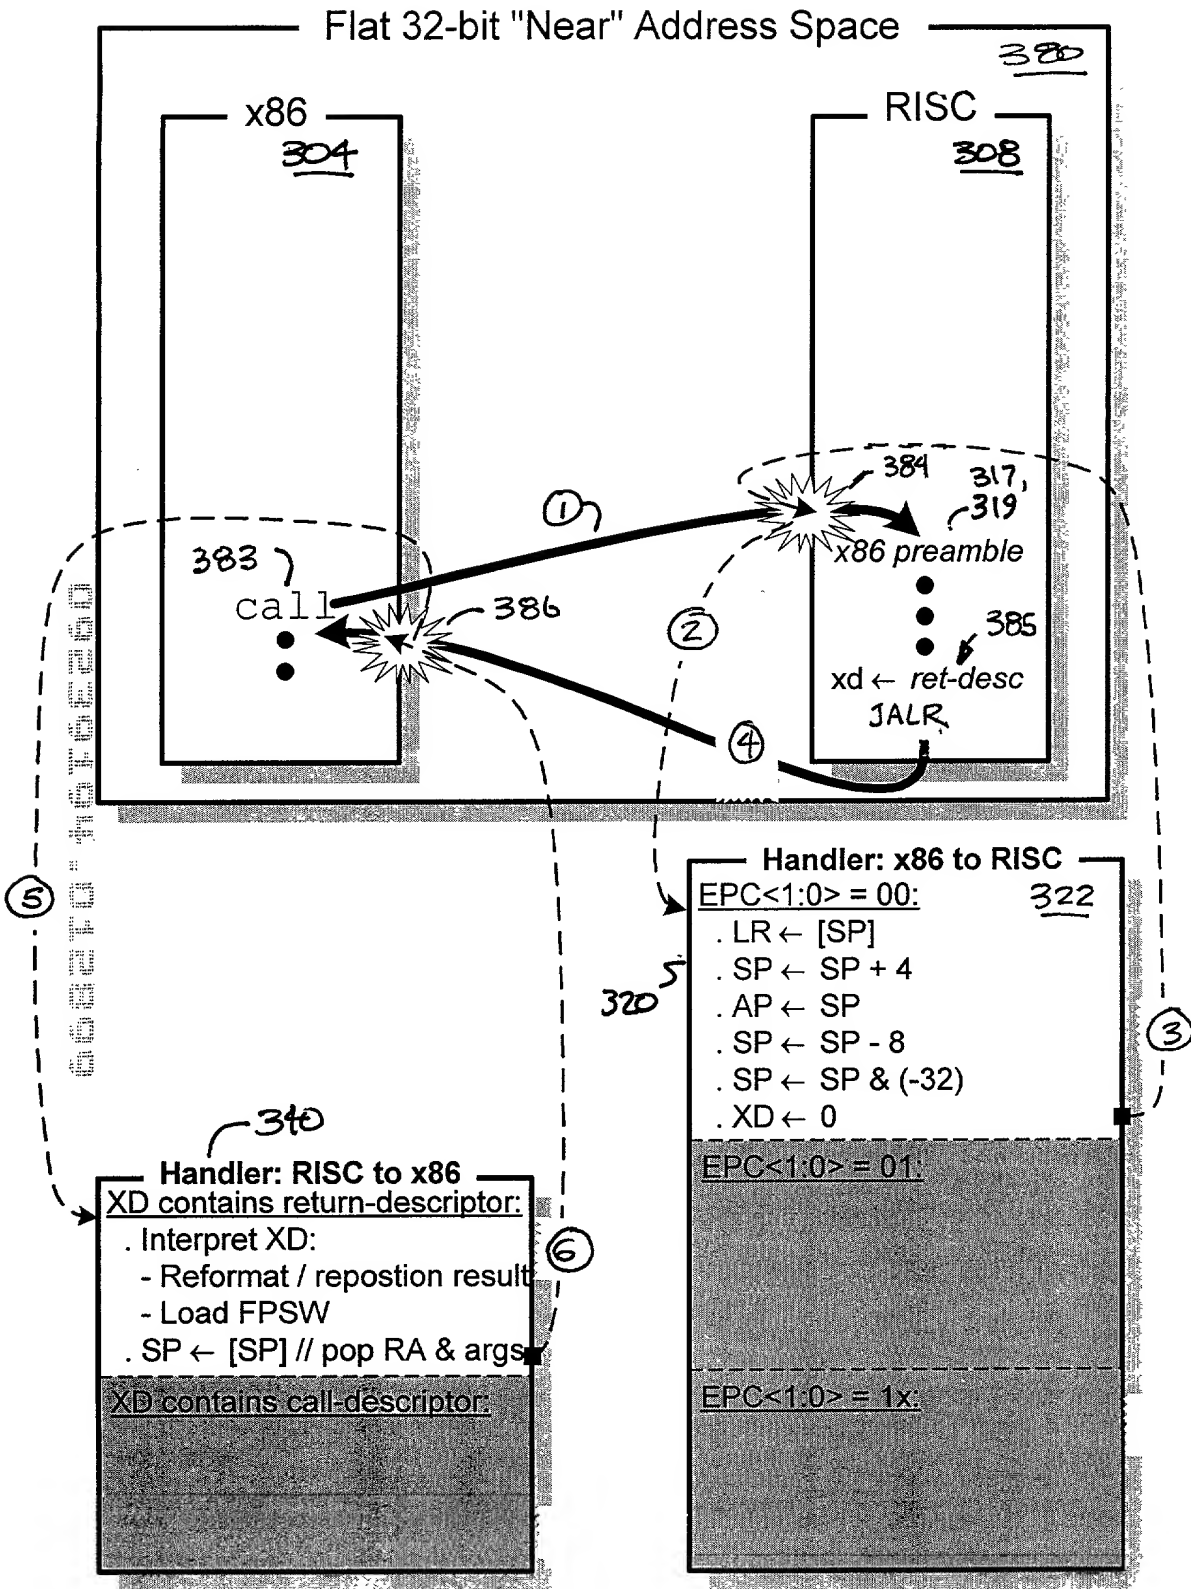 Flat 32-bit "Near" Address Space
380
x86
304
RISC
308
384
317,
319
1
x86 preamble
383
call
386
2
385
xd ← ret-desc
JALR
4
5
Handler: x86 to RISC
EPC<1:0> = 00:
322
. LR ← [SP]
. SP ← SP + 4
320
. AP ← SP
. SP ← SP - 8
3
. SP ← SP & (-32)
. XD ← 0
340
Handler: RISC to x86
EPC<1:0> = 01:
XD contains return-descriptor:
. Interpret XD:
6
- Reformat / repostion result
- Load FPSW
. SP ← [SP] // pop RA & args
XD contains call-descriptor:
EPC<1:0> = 1x: